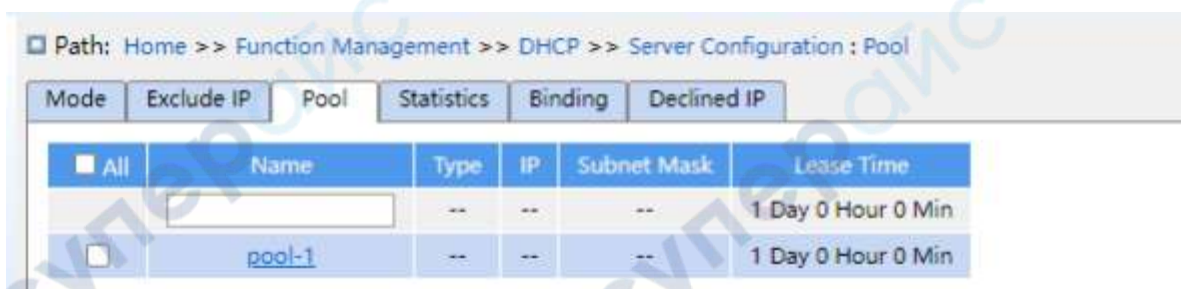 Path: Home >> Function Management >> DHCP >> Server Configuration : Pool
Mode Exclude IP Pool Statistics Binding Declined IP
All Name Type IP Subnet Mask Lease Time
-- -- -- 1 Day 0 Hour 0 Min
pool-1 -- -- -- 1 Day 0 Hour 0 Min